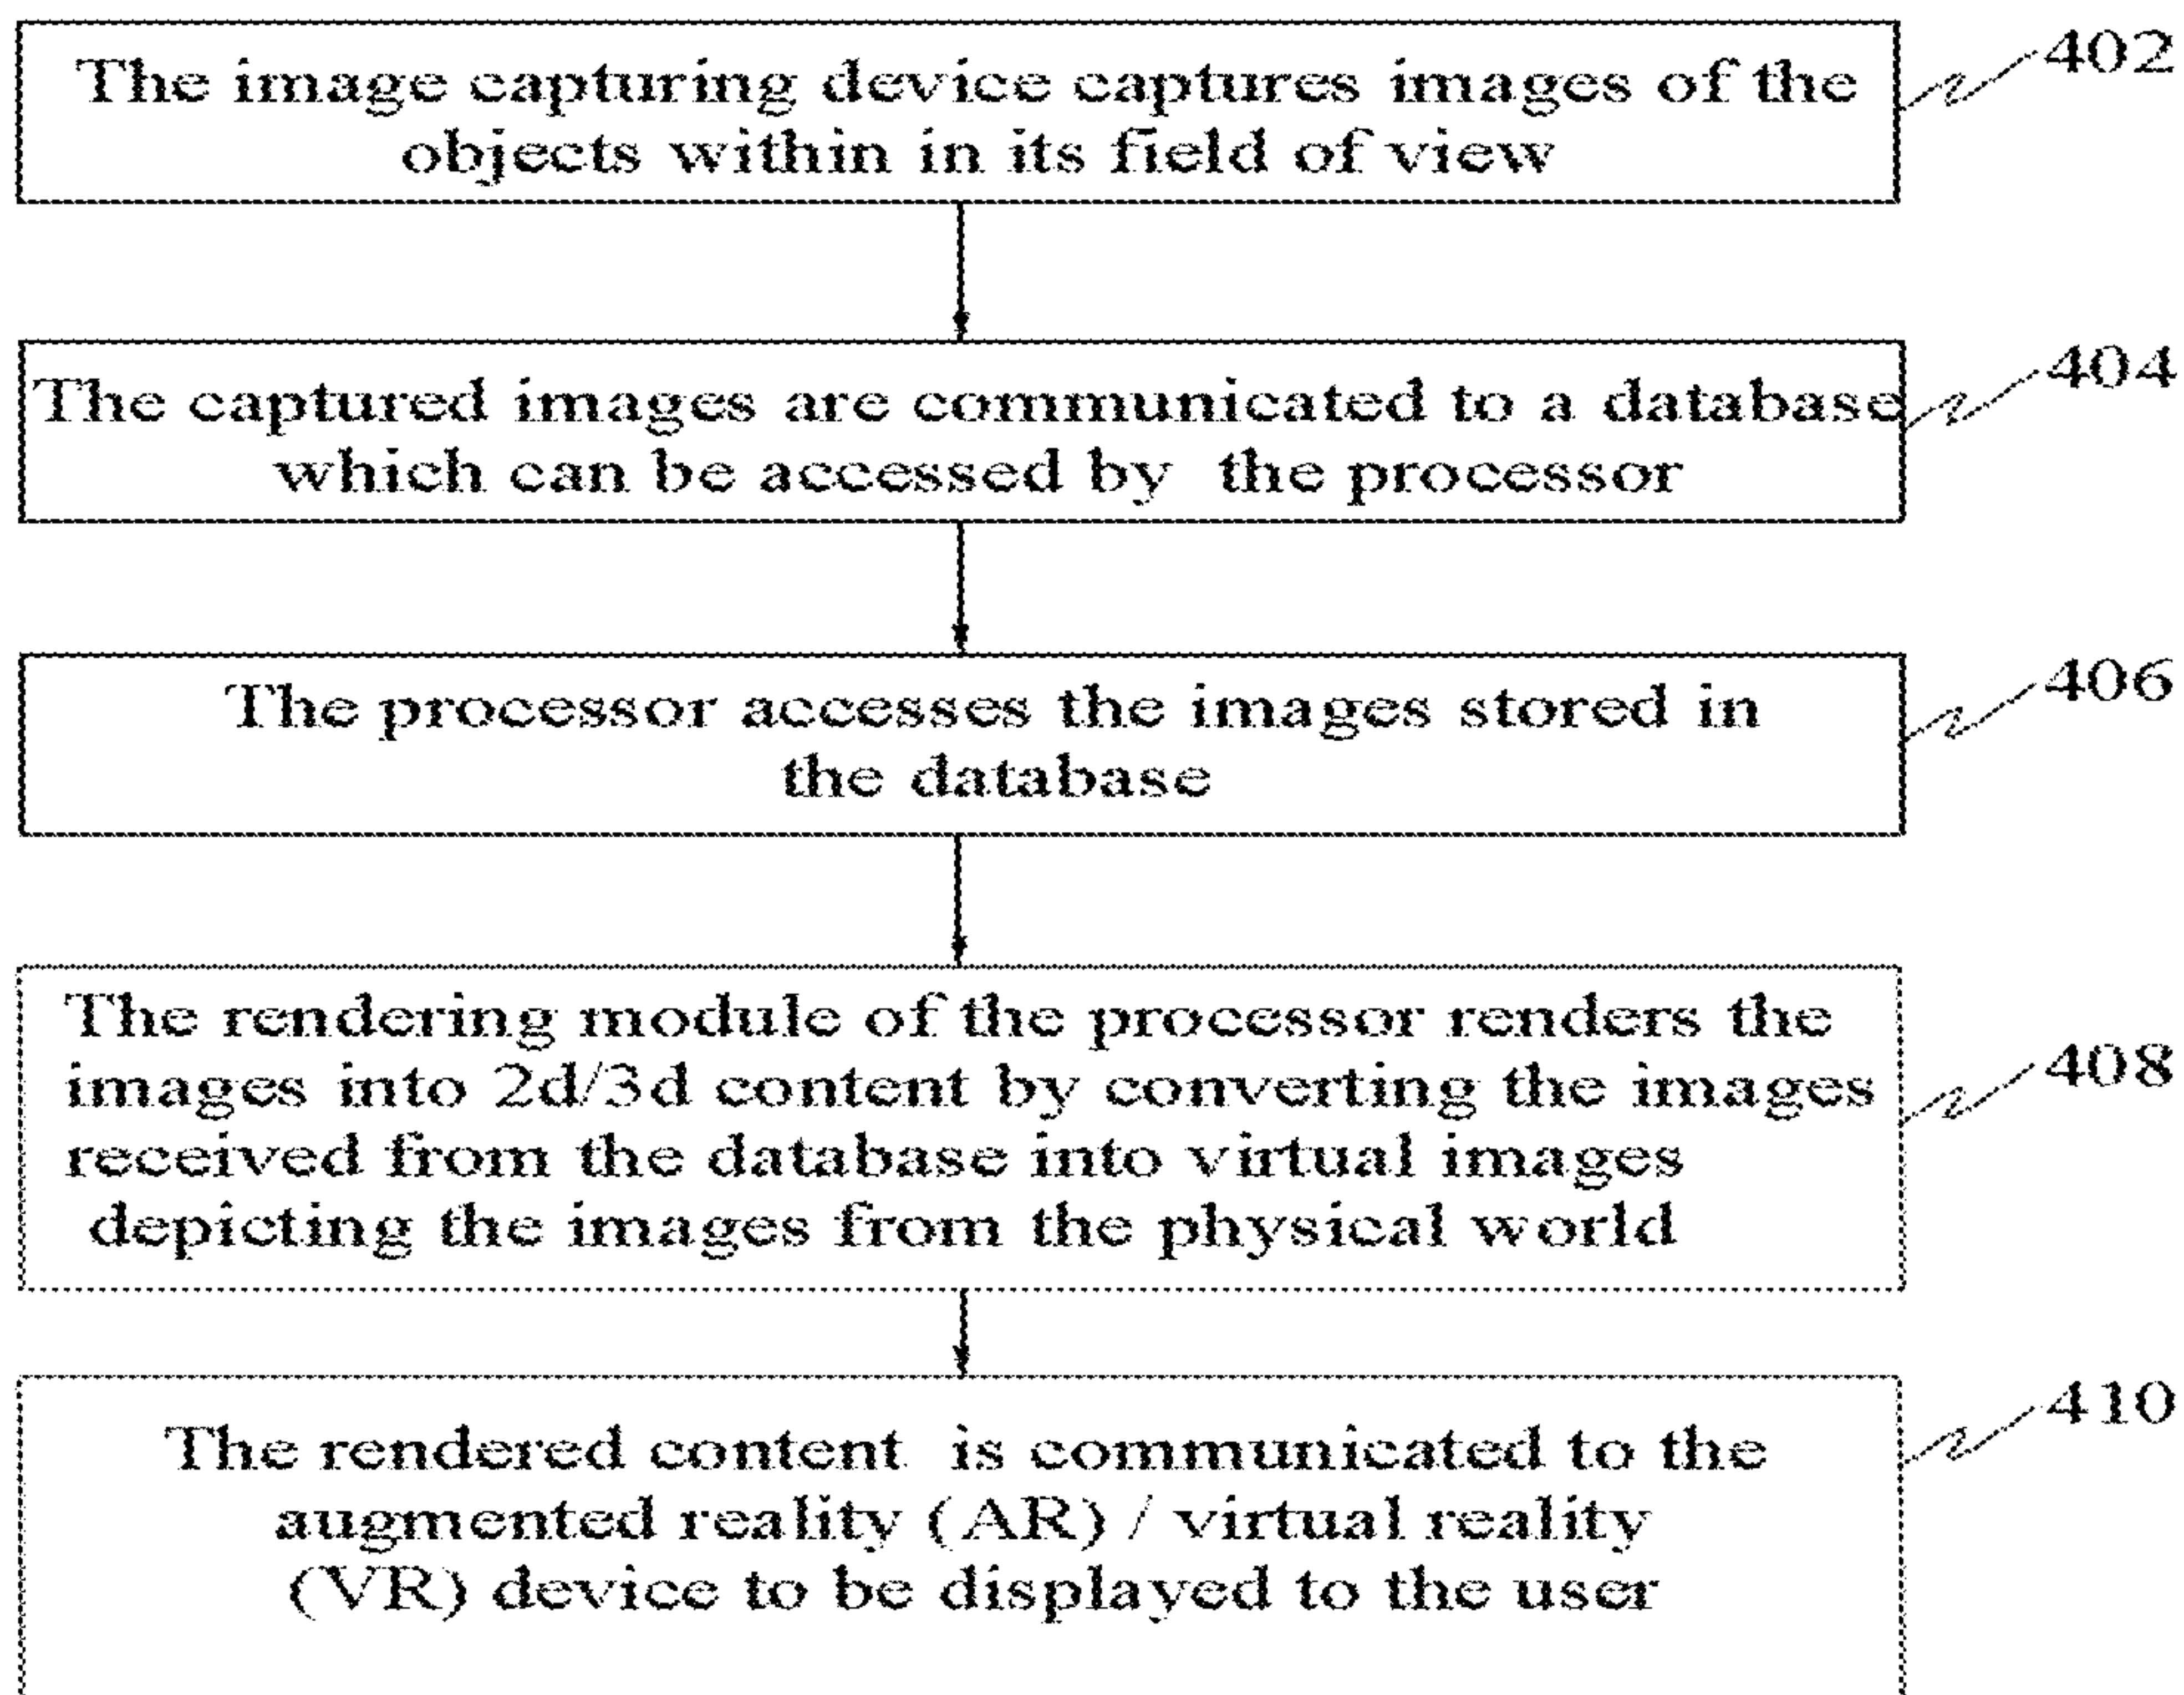 The image capturing device captures images of the
objects within in its field of view
402
The captured images are communicated to a database
which can be accessed by the processor
404
The processor accesses the images stored in
the database
406
The rendering module of the processor renders the
images into 2d/3d content by converting the images
received from the database into virtual images
depicting the images from the physical world
408
The rendered content is communicated to the
augmented reality (AR) / virtual reality
(VR) device to be displayed to the user
410